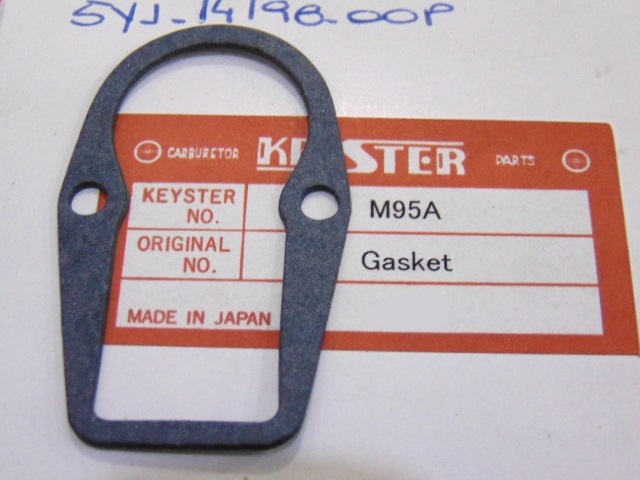 5YJ-14198-00P
CARBURETOR KEYSTER PARTS
KEYSTER NO. M95A
ORIGINAL NO. Gasket
MADE IN JAPAN